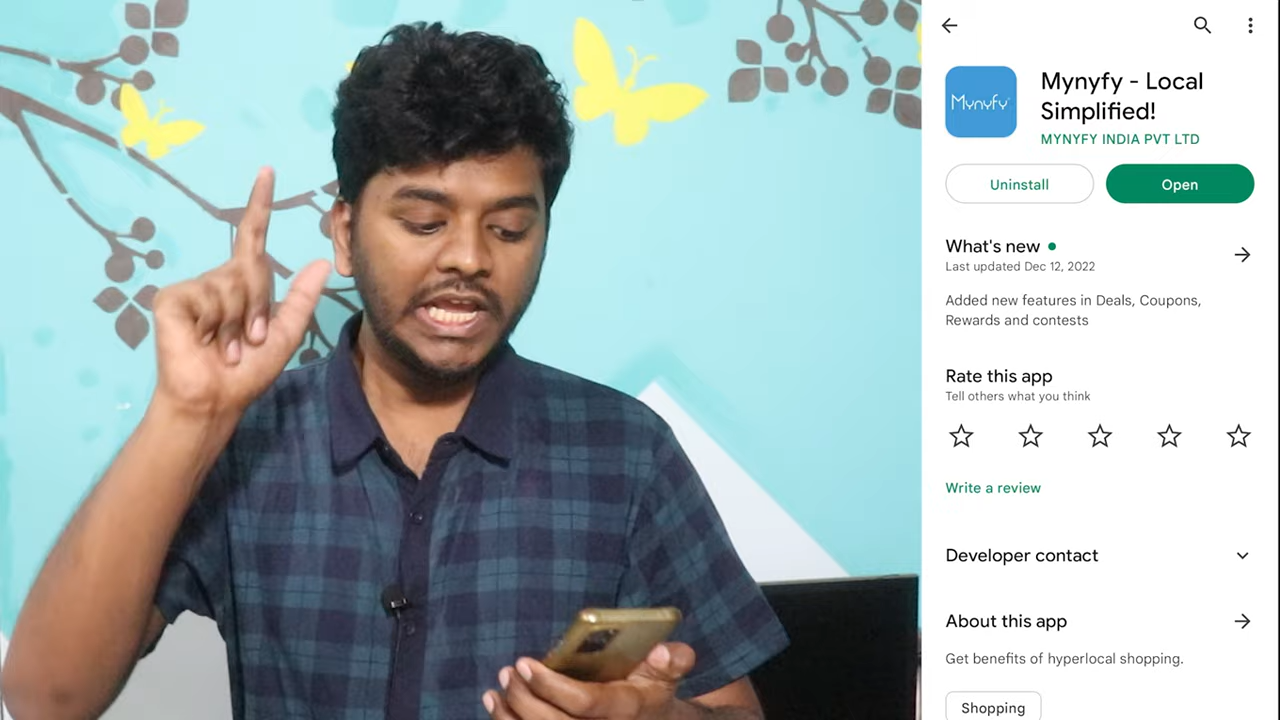 Mynyfy
Mynyfy - Local
Simplified!
MYNYFY INDIA PVT LTD
Uninstall
Open
What's new
Last updated Dec 12, 2022
Added new features in Deals, Coupons,
Rewards and contests
Rate this app
Tell others what you think
Write a review
Developer contact
About this app
Get benefits of hyperlocal shopping.
Shopping